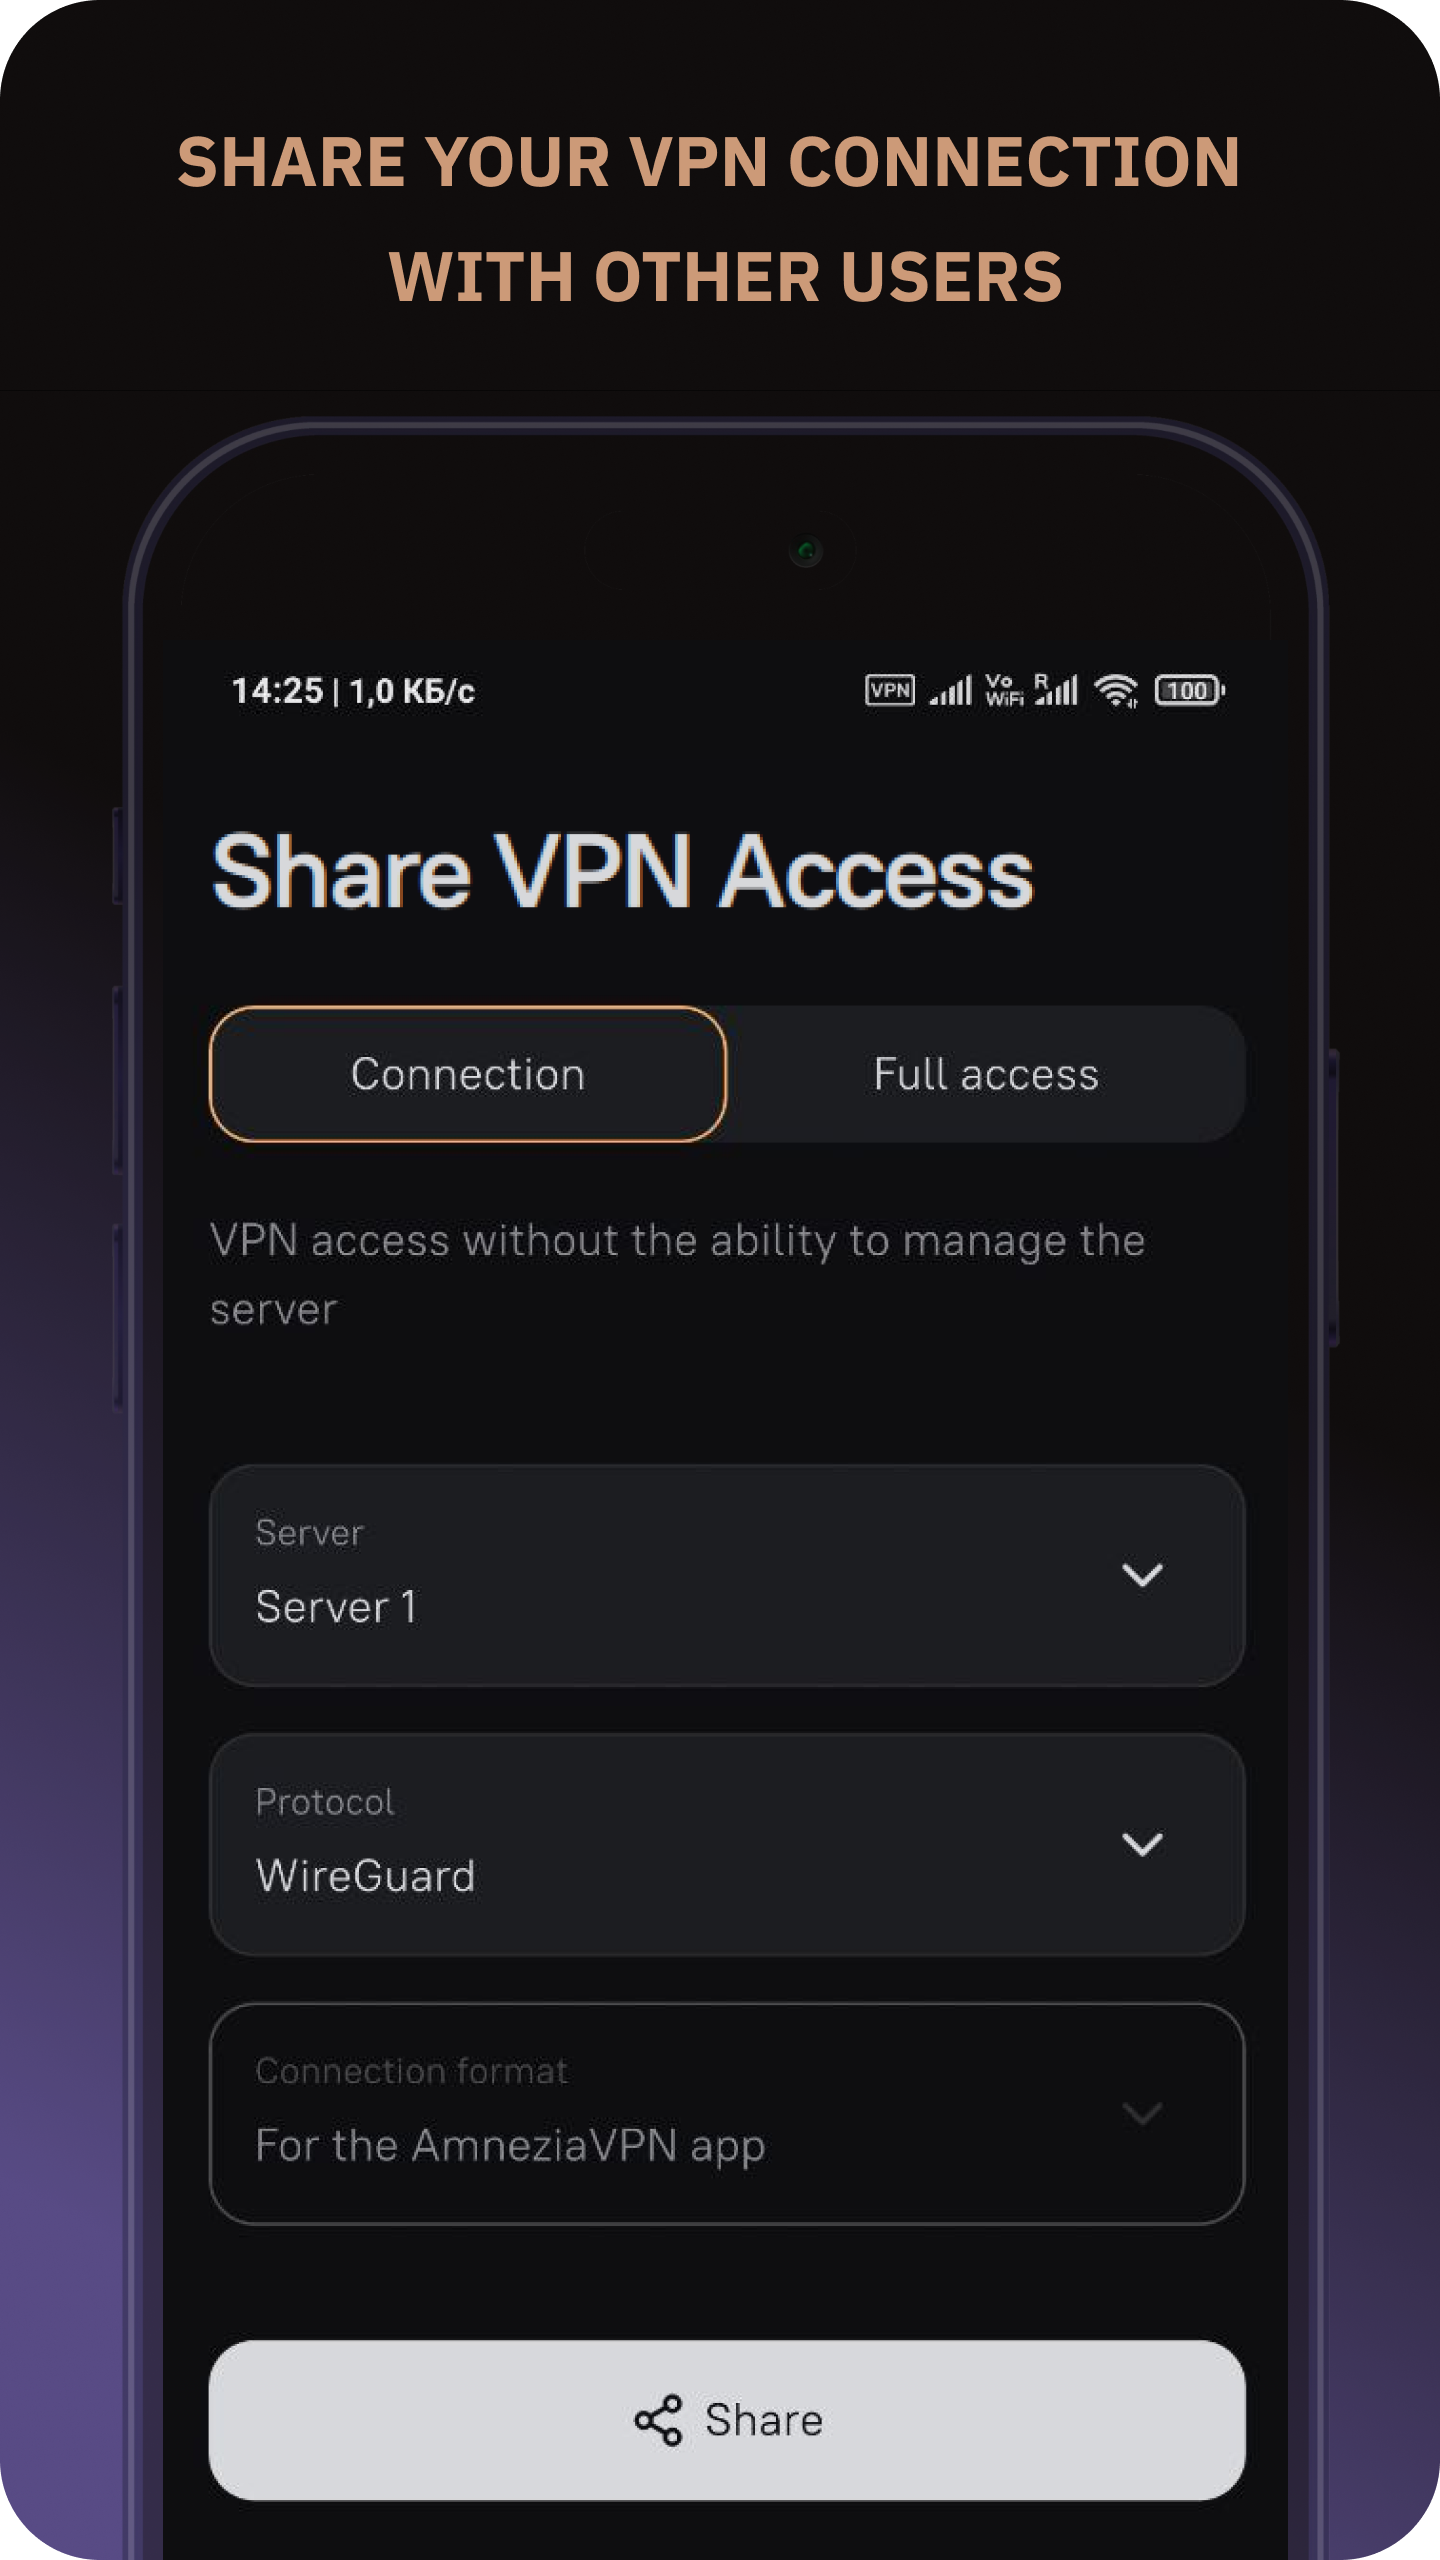 SHARE YOUR VPN CONNECTION
WITH OTHER USERS
14:25 | 1,0 КБ/с VPN Vo WiFi R 100
Share VPN Access
Connection Full access
VPN access without the ability to manage the
server
Server
Server 1
Protocol
WireGuard
Connection format
For the AmneziaVPN app
Share